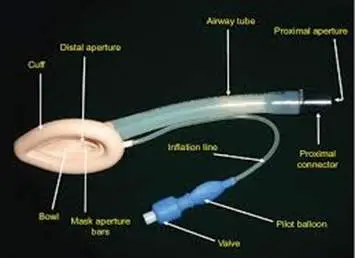 Airway tube
Proximal aperture
Distal aperture
Cuff
Inflation line
Proximal
connector
Bowl
Mask aperture
bars
Pilot balloon
Valve